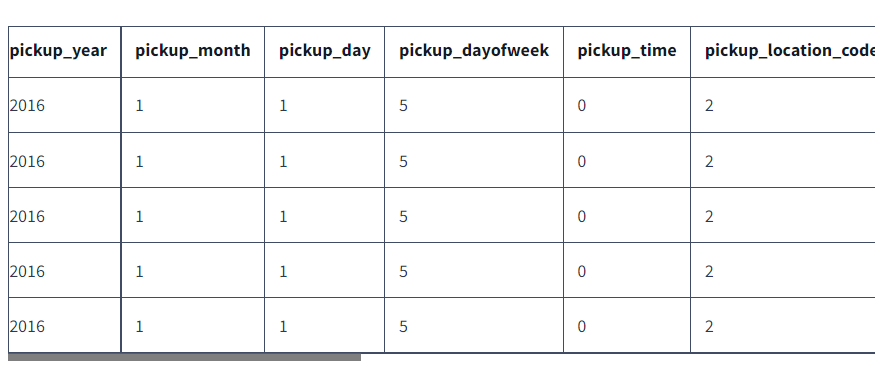 pickup_year pickup_month pickup_day pickup_dayofweek pickup_time pickup_location_code
2016 1 1 5 0 2
2016 1 1 5 0 2
2016 1 1 5 0 2
2016 1 1 5 0 2
2016 1 1 5 0 2